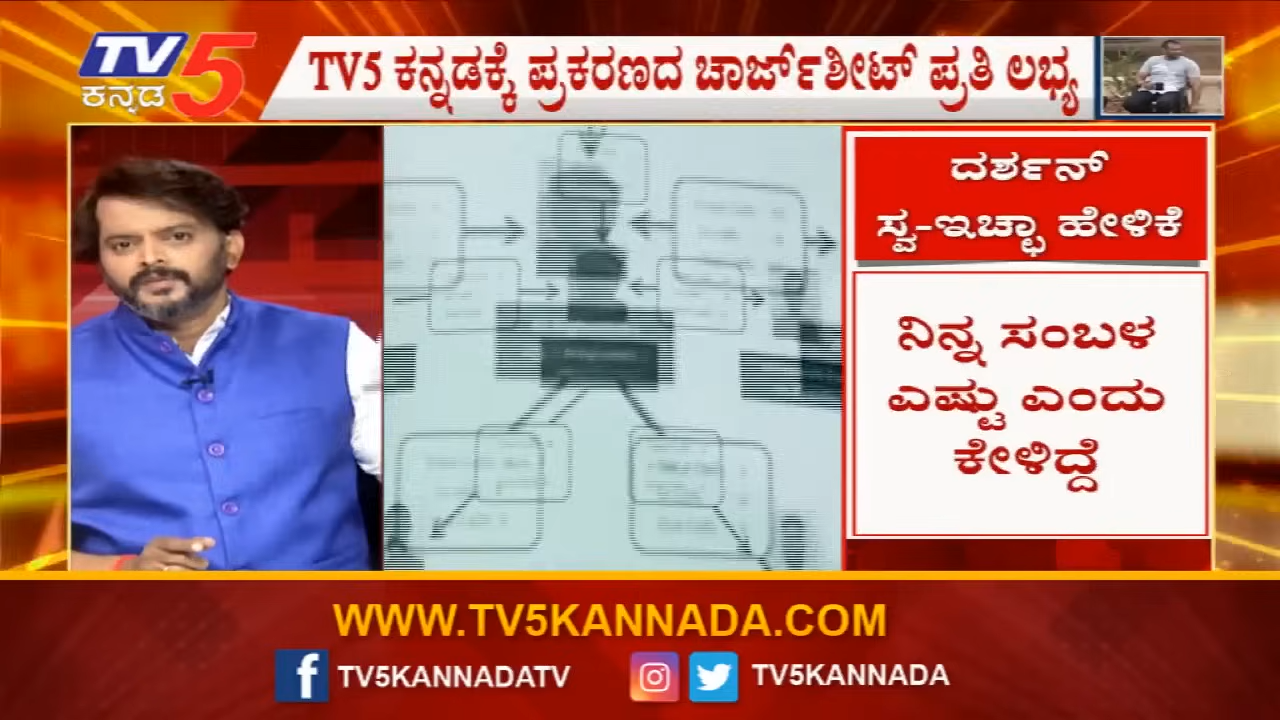 TV5
ಕನ್ನಡ
TV5 ಕನ್ನಡಕ್ಕೆ ಪ್ರಕರಣದ ಚಾರ್ಜ್‌ಶೀಟ್ ಪ್ರತಿ ಲಭ್ಯ
ದರ್ಶನ್
ಸ್ವ-ಇಚ್ಛಾ ಹೇಳಿಕೆ
ನಿನ್ನ ಸಂಬಳ
ಎಷ್ಟು ಎಂದು
ಕೇಳಿದ್ದೆ
WWW.TV5KANNADA.COM
TV5KANNADATV
TV5KANNADA